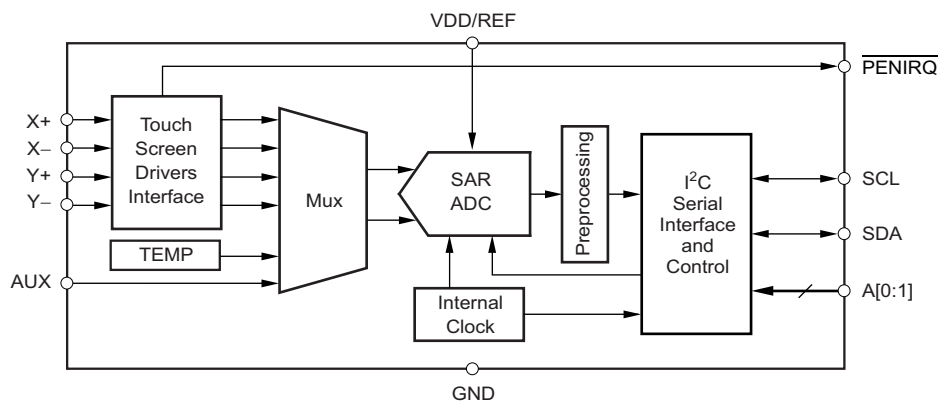 VDD/REF
PENIRQ
X+
X–
Y+
Y–
AUX
Touch
Screen
Drivers
Interface
TEMP
Mux
SAR
ADC
Preprocessing
Internal
Clock
I²C
Serial
Interface
and
Control
SCL
SDA
A[0:1]
GND